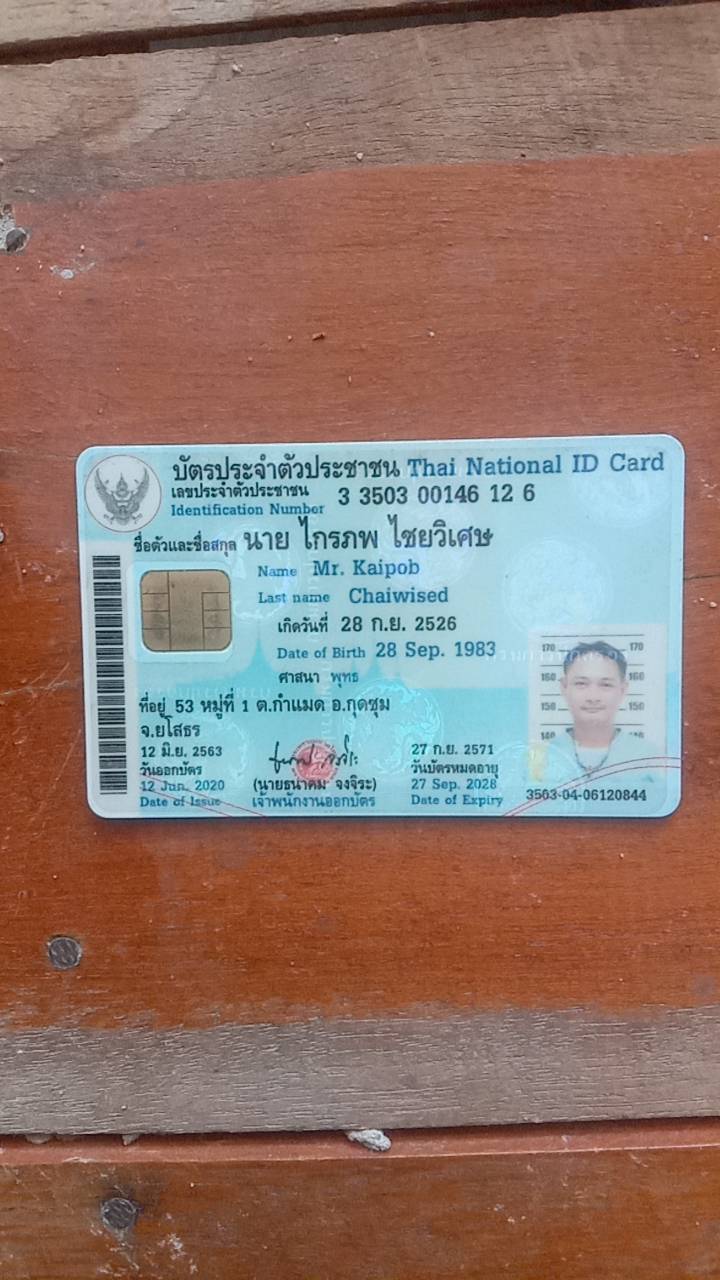 บัตรประจำตัวประชาชน Thai National ID Card
เลขประจำตัวประชาชน 3 3503 00146 12 6
Identification Number
ชื่อตัวและชื่อสกุล นาย ไกรภพ ไชยวิเศษ
Name Mr. Kaipob
Last name Chaiwised
เกิดวันที่ 28 ก.ย. 2526
Date of Birth 28 Sep. 1983
ศาสนา พุทธ
ที่อยู่ 53 หมู่ที่ 1 ต.กำแมด อ.กุดชุม
จ.ยโสธร
12 มิ.ย. 2563
วันออกบัตร
12 Jun. 2020
Date of Issue
(นายธนาคม จงจิระ)
เจ้าพนักงานออกบัตร
27 ก.ย. 2571
วันบัตรหมดอายุ
27 Sep. 2028
Date of Expiry
170 170
160 160
150 150
140 140
3503-04-06120844